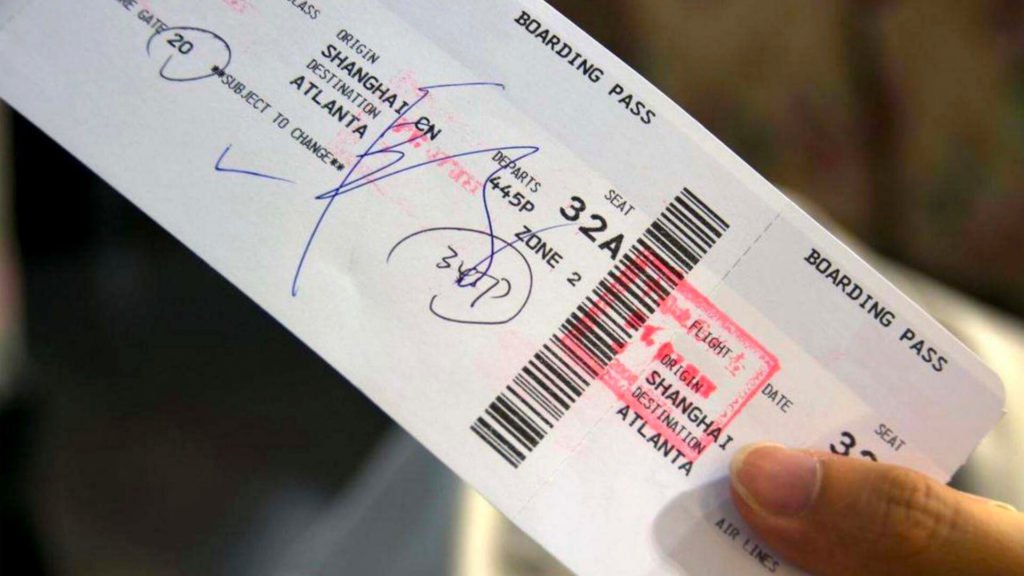 BOARDING PASS
CLASS
GATE
20
**SUBJECT TO CHANGE**
ORIGIN
SHANGHAI CN
DESTINATION
ATLANTA
DEPARTS
445P
ZONE 2
SEAT
32A
BOARDING PASS
FLIGHT
DATE
ORIGIN
SHANGHAI
DESTINATION
ATLANTA
SEAT
AIR LINES